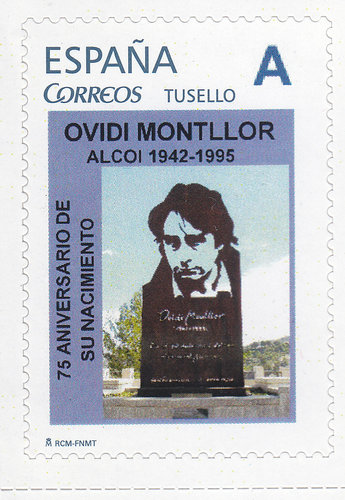 ESPAÑA A
CORREOS TUSELLO
OVIDI MONTLLOR
ALCOI 1942-1995
75 ANIVERSARIO DE
SU NACIMIENTO
Ovidi Montllor
RCM-FNMT